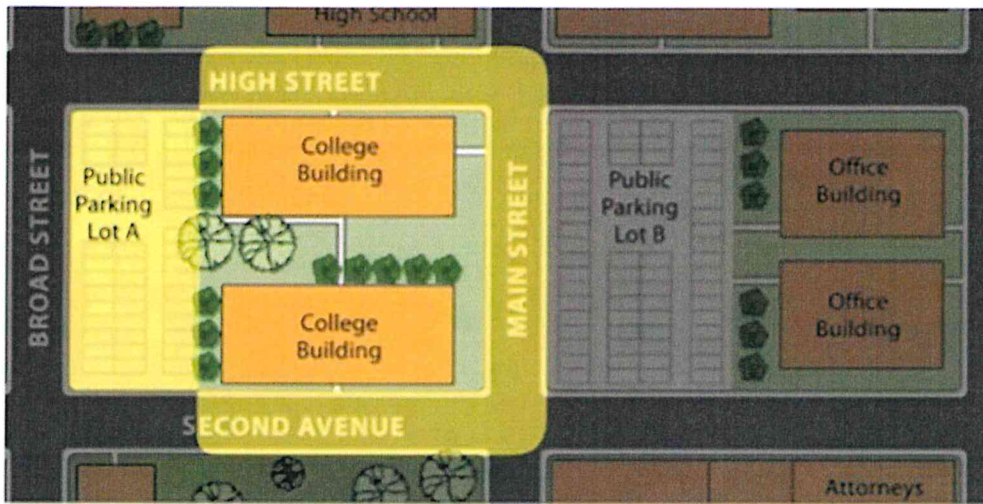 High School
HIGH STREET
BROAD STREET
Public
Parking
Lot A
College
Building
College
Building
MAIN STREET
Public
Parking
Lot B
Office
Building
Office
Building
SECOND AVENUE
Attorneys